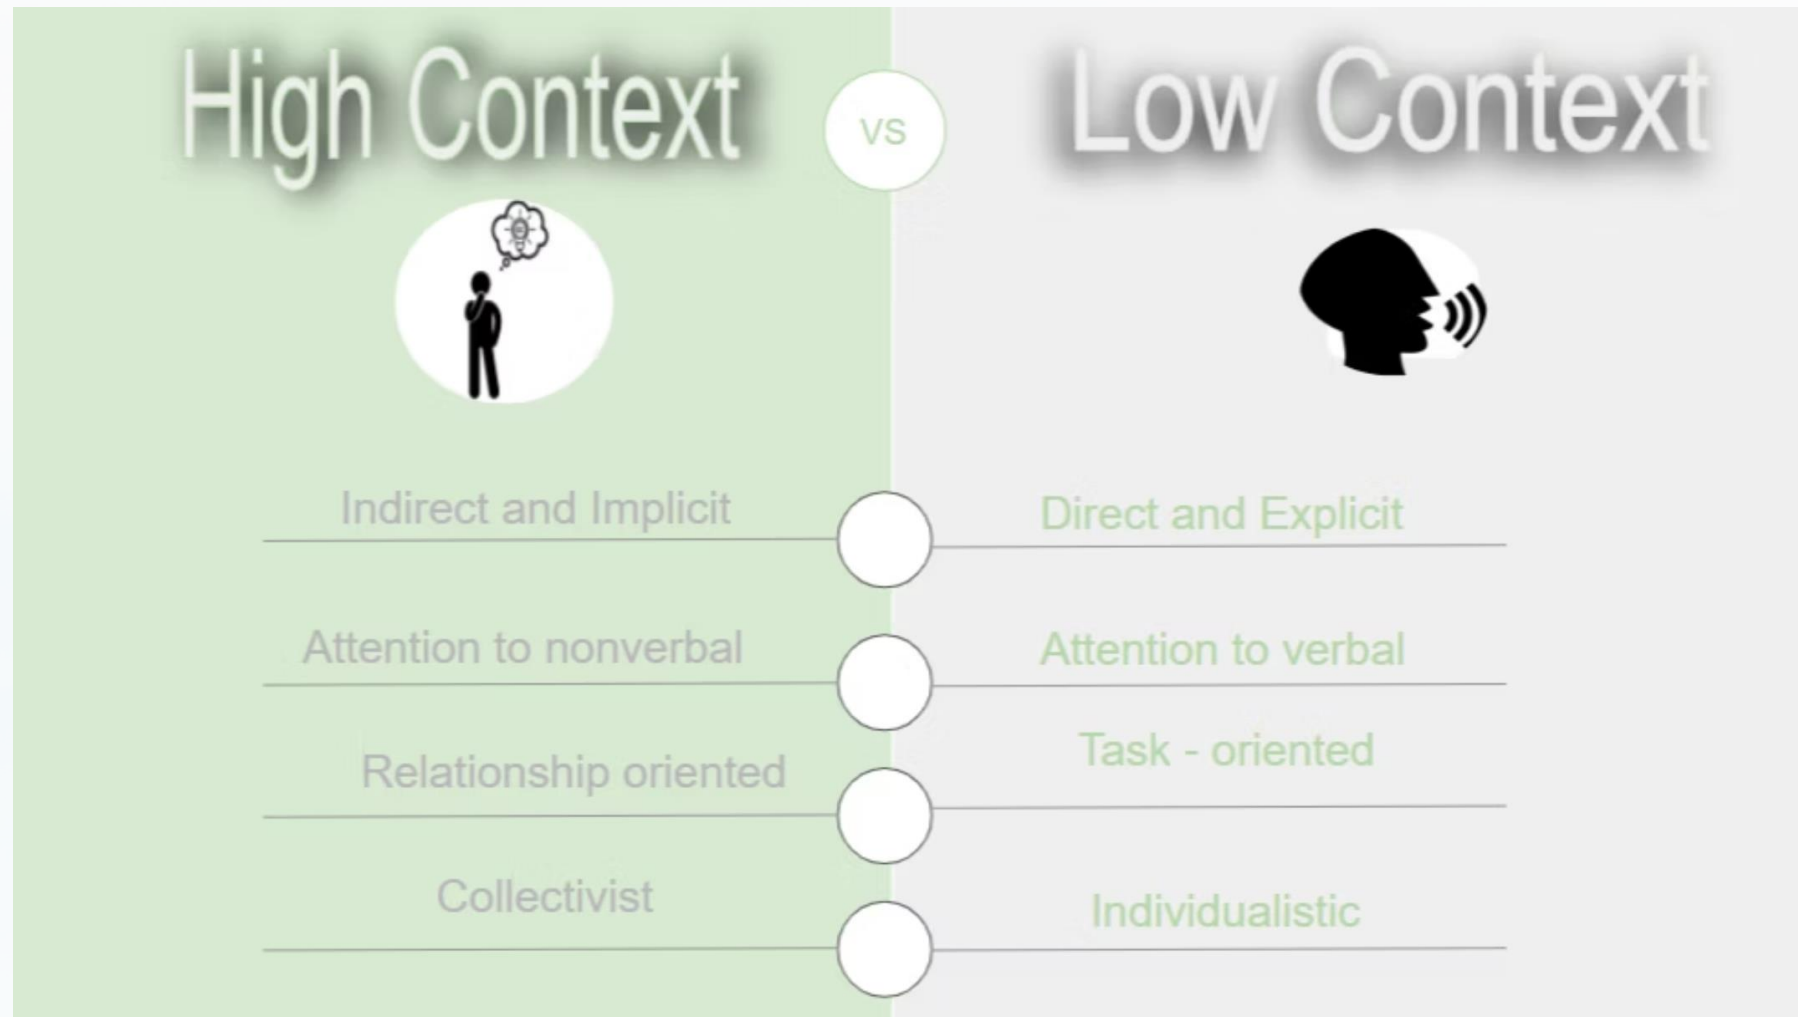 High Context
vs
Low Context
Indirect and Implicit
Direct and Explicit
Attention to nonverbal
Attention to verbal
Relationship oriented
Task - oriented
Collectivist
Individualistic